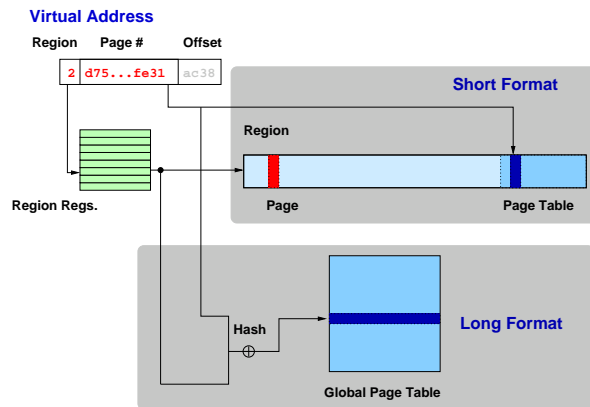 Virtual Address
Region Page # Offset
2 d75...fe31 ac38
Short Format
Region
Region Regs.
Page Page Table
Hash
Long Format
Global Page Table